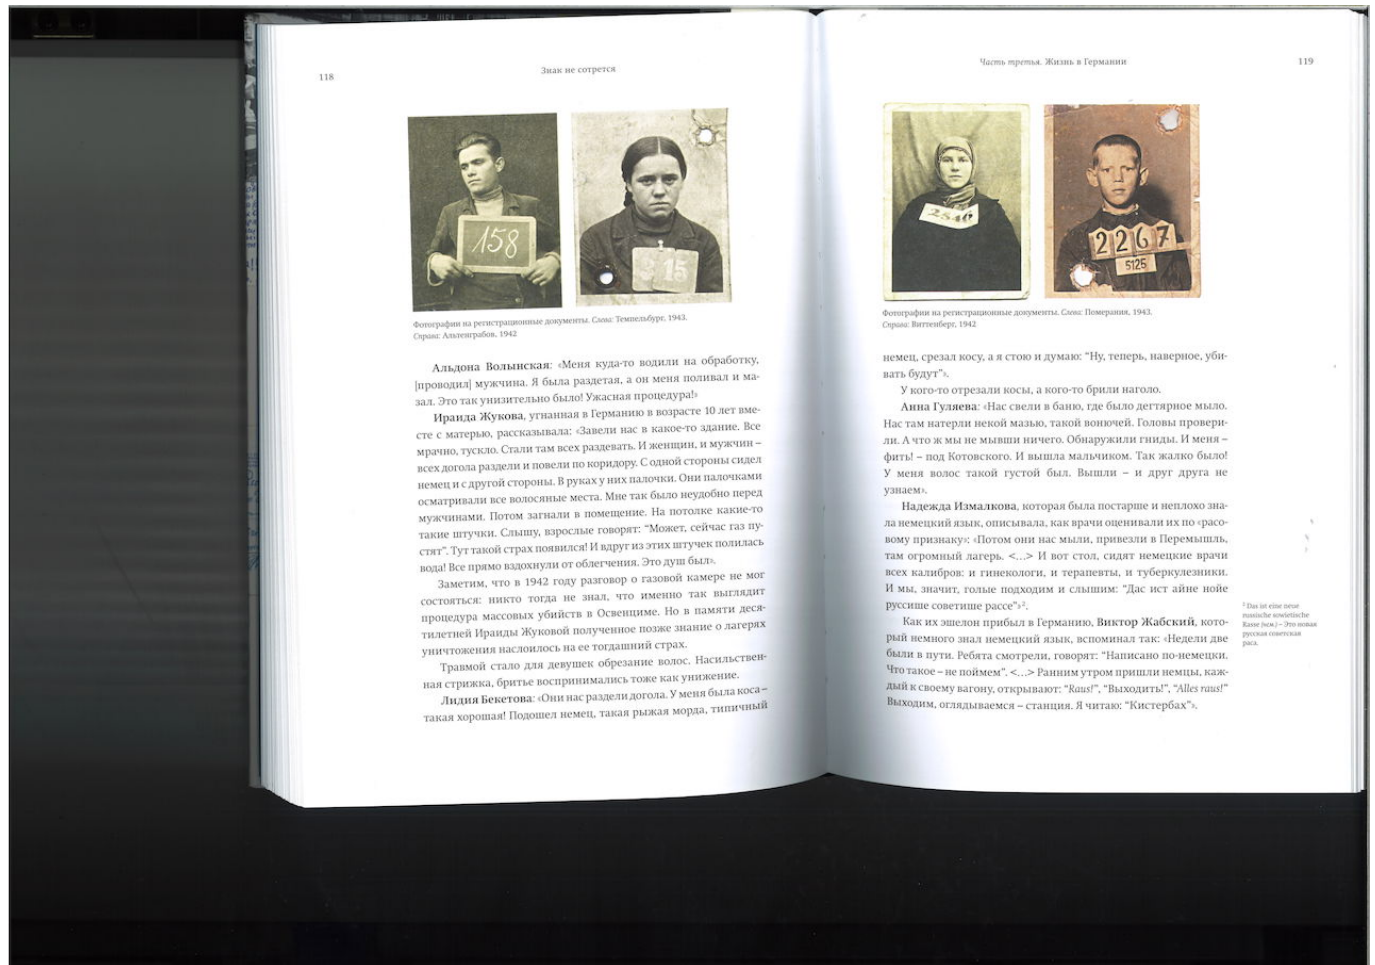 118
Знак не сотрется
158
3 15
Фотографии на регистрационные документы. Слева: Темпельбург, 1943.
Справа: Альтенграбов, 1942
Альдона Волынская: «Меня куда-то водили на обработку,
[проводил] мужчина. Я была раздетая, а он меня поливал и ма-
зал. Это так унизительно было! Ужасная процедура!»
Ираида Жукова, угнанная в Германию в возрасте 10 лет вме-
сте с матерью, рассказывала: «Завели нас в какое-то здание. Все
мрачно, тускло. Стали там всех раздевать. И женщин, и мужчин –
всех догола раздели и повели по коридору. С одной стороны сидел
немец и с другой стороны. В руках у них палочки. Они палочками
осматривали все волосяные места. Мне так было неудобно перед
мужчинами. Потом загнали в помещение. На потолке какие-то
такие штучки. Слышу, взрослые говорят: “Может, сейчас газ пу-
стят”. Тут такой страх появился! И вдруг из этих штучек полилась
вода! Все прямо вздохнули от облегчения. Это душ был».
Заметим, что в 1942 году разговор о газовой камере не мог
состояться: никто тогда не знал, что именно так выглядит
процедура массовых убийств в Освенциме. Но в памяти деся-
тилетней Ираиды Жуковой полученное позже знание о лагерях
уничтожения наслоилось на ее тогдашний страх.
Травмой стало для девушек обрезание волос. Насильствен-
ная стрижка, бритье воспринимались тоже как унижение.
Лидия Бекетова: «Они нас раздели догола. У меня была коса –
такая хорошая! Подошел немец, такая рыжая морда, типичный
Часть третья. Жизнь в Германии
119
2346
2267
5125
Фотографии на регистрационные документы. Слева: Померания, 1943.
Справа: Виттенберг, 1942
немец, срезал косу, а я стою и думаю: “Ну, теперь, наверное, уби-
вать будут”».
У кого-то отрезали косы, а кого-то брили наголо.
Анна Гуляева: «Нас свели в баню, где было дегтярное мыло.
Нас там натерли некой мазью, такой вонючей. Головы провери-
ли. А что ж мы не мывши ничего. Обнаружили гниды. И меня –
фить! – под Котовского. И вышла мальчиком. Так жалко было!
У меня волос такой густой был. Вышли – и друг друга не
узнаем».
Надежда Измалкова, которая была постарше и неплохо зна-
ла немецкий язык, описывала, как врачи оценивали их по «расо-
вому признаку»: «Потом они нас мыли, привезли в Перемышль,
там огромный лагерь. <...> И вот стол, сидят немецкие врачи
всех калибров: и гинекологи, и терапевты, и туберкулезники.
И мы, значит, голые подходим и слышим: “Дас ист айне нойе
руссише советише рассе”»².
Как их эшелон прибыл в Германию, Виктор Жабский, кото-
рый немного знал немецкий язык, вспоминал так: «Недели две
были в пути. Ребята смотрели, говорят: “Написано по-немецки.
Что такое – не поймем”. <...> Ранним утром пришли немцы, каж-
дый к своему вагону, открывают: “Raus!”, “Выходить!”, “Alles raus!”
Выходим, оглядываемся – станция. Я читаю: “Кистербах”».
² Das ist eine neue
russische sowietische
Rasse (нем.) – Это новая
русская советская
раса.